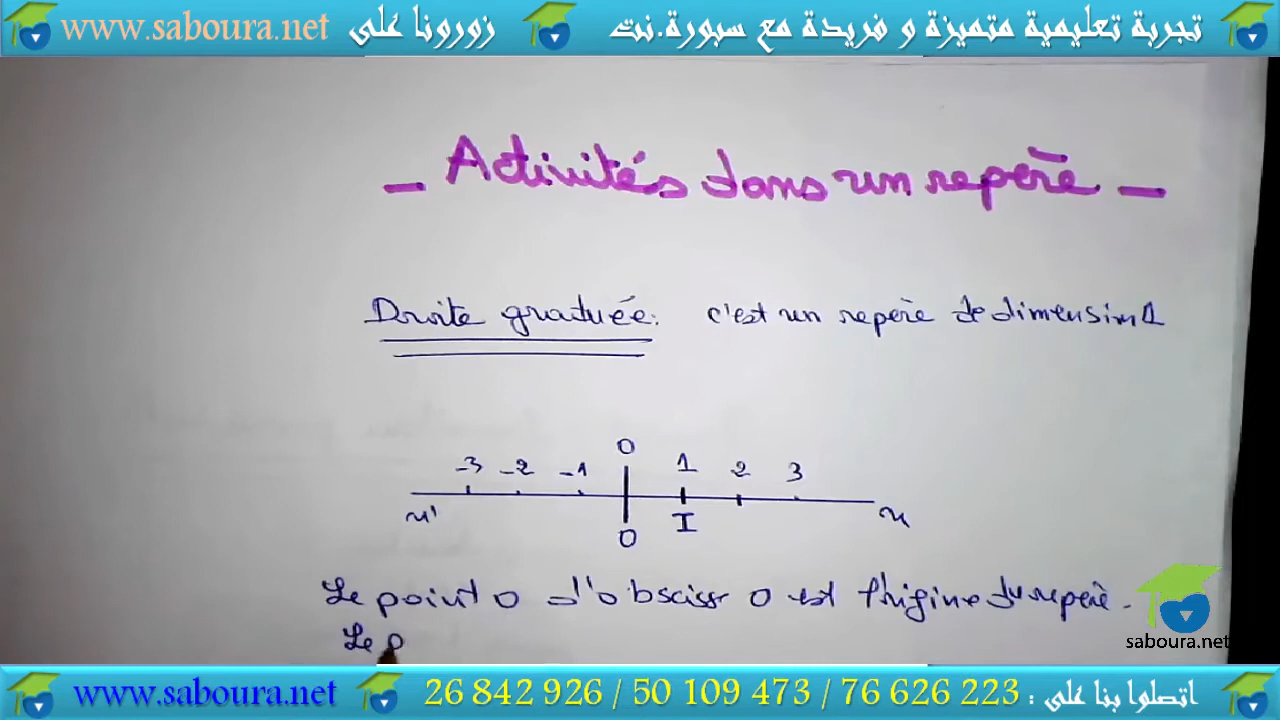 www.saboura.net زورونا على تجربة تعليمية متميزة و فريدة مع سبورة.نت
- Activités dans un repère -
Droite graduée: c'est un repère de dimension 1
0
-3 -2 -1 1 2 3
x' O I x
Le point O d'abscisse 0 est l'origine du repère.
Le p
saboura.net
www.saboura.net 26 842 926 / 50 109 473 / 76 626 223 : اتصلوا بنا على